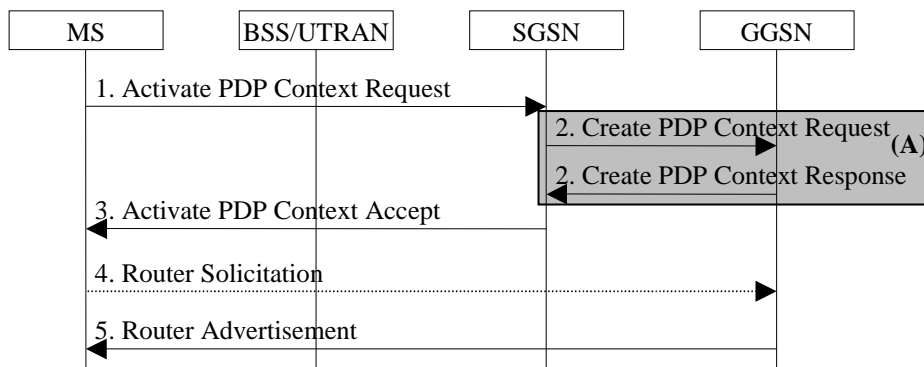 MS BSS/UTRAN SGSN GGSN
1. Activate PDP Context Request
2. Create PDP Context Request
(A)
2. Create PDP Context Response
3. Activate PDP Context Accept
4. Router Solicitation
5. Router Advertisement